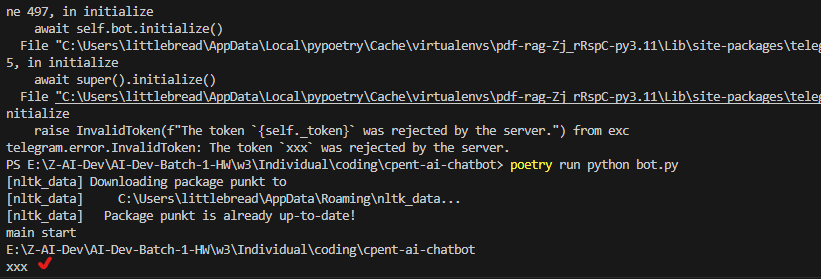 ne 497, in initialize
    await self.bot.initialize()
  File "C:\Users\littlebread\AppData\Local\pypoetry\Cache\virtualenvs\pdf-rag-Zj_rRspC-py3.11\Lib\site-packages\teleg
5, in initialize
    await super().initialize()
  File "C:\Users\littlebread\AppData\Local\pypoetry\Cache\virtualenvs\pdf-rag-Zj_rRspC-py3.11\Lib\site-packages\teleg
nitialize
    raise InvalidToken(f"The token `{self._token}` was rejected by the server.") from exc
telegram.error.InvalidToken: The token `xxx` was rejected by the server.
PS E:\Z-AI-Dev\AI-Dev-Batch-1-HW\w3\Individual\coding\cpent-ai-chatbot> poetry run python bot.py
[nltk_data] Downloading package punkt to
[nltk_data]     C:\Users\littlebread\AppData\Roaming\nltk_data...
[nltk_data]   Package punkt is already up-to-date!
main start
E:\Z-AI-Dev\AI-Dev-Batch-1-HW\w3\Individual\coding\cpent-ai-chatbot
xxx